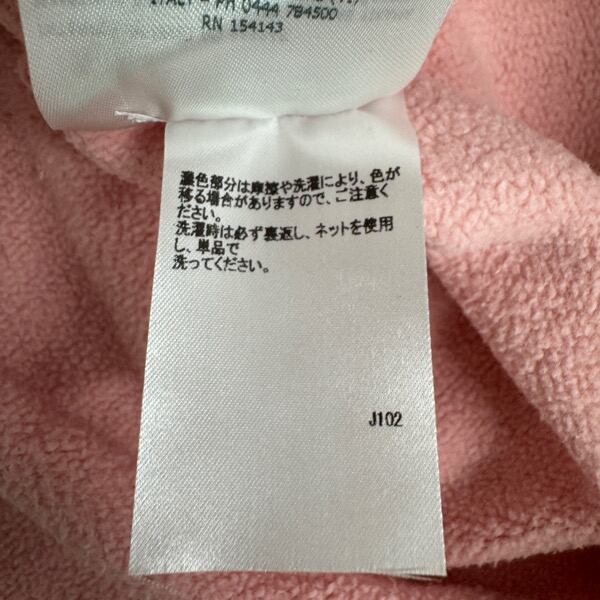 ITALY - PH 0444 784500
RN 154143
濃色部分は摩擦や洗濯により、色が
移る場合がありますので、ご注意く
ださい。
洗濯時は必ず裏返し、ネットを使用
し、単品で
洗ってください。
J102